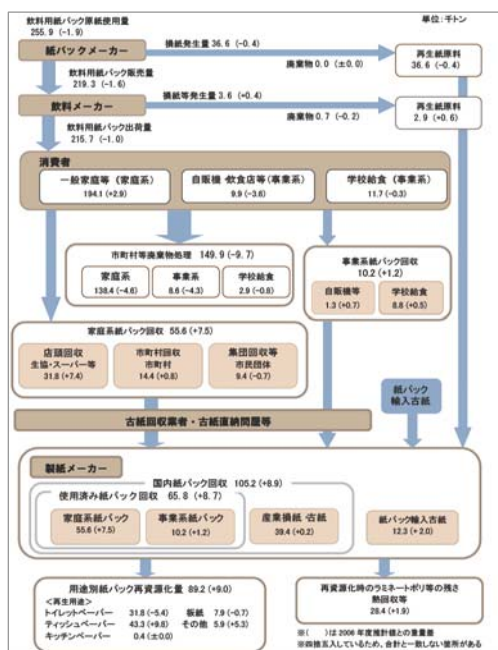 飲料用紙パック原紙使用量
255.9 (-1.9)
単位：千トン
紙パックメーカー
損紙発生量 36.6 (-0.4)
廃棄物 0.0 (±0.0)
再生紙原料
36.6 (-0.4)
飲料用紙パック販売量
219.3 (-1.6)
飲料メーカー
損紙等発生量 3.6 (+0.4)
廃棄物 0.7 (-0.2)
再生紙原料
2.9 (+0.6)
飲料用紙パック出荷量
215.7 (-1.0)
消費者
一般家庭等 (家庭系)
194.1 (+2.9)
自販機・飲食店等(事業系)
9.9 (-3.6)
学校給食 (事業系)
11.7 (-0.3)
市町村等廃棄物処理 149.9 (-9.7)
家庭系
138.4 (-4.6)
事業系
8.6 (-4.3)
学校給食
2.9 (-0.8)
事業系紙パック回収
10.2 (+1.2)
自販機等
1.3 (+0.7)
学校給食
8.8 (+0.5)
家庭系紙パック回収 55.6 (+7.5)
店頭回収
生協・スーパー等
31.8 (+7.4)
市町村回収
市町村
14.4 (+0.8)
集団回収等
市民団体
9.4 (-0.7)
紙パック
輸入古紙
古紙回収業者・古紙直納問屋等
製紙メーカー
国内紙パック回収 105.2 (+8.9)
使用済み紙パック回収 65.8 (+8.7)
家庭系紙パック
55.6 (+7.5)
事業系紙パック
10.2 (+1.2)
産業損紙・古紙
39.4 (+0.2)
紙パック輸入古紙
12.3 (+ 2.0)
用途別紙パック再資源化量 89.2 (+9.0)
＜再生用途＞
トイレットペーパー 31.8 (-5.4) 板紙 7.9 (-0.7)
ティッシュペーパー 43.3 (+9.8) その他 5.9 (+5.3)
キッチンペーパー 0.4 (±0.0)
再資源化時のラミネートポリ等の残さ
熱回収等
28.4 (+1.9)
※( )は2006年度推計値との重量差
※四捨五入しているため、合計と一致しない箇所がある